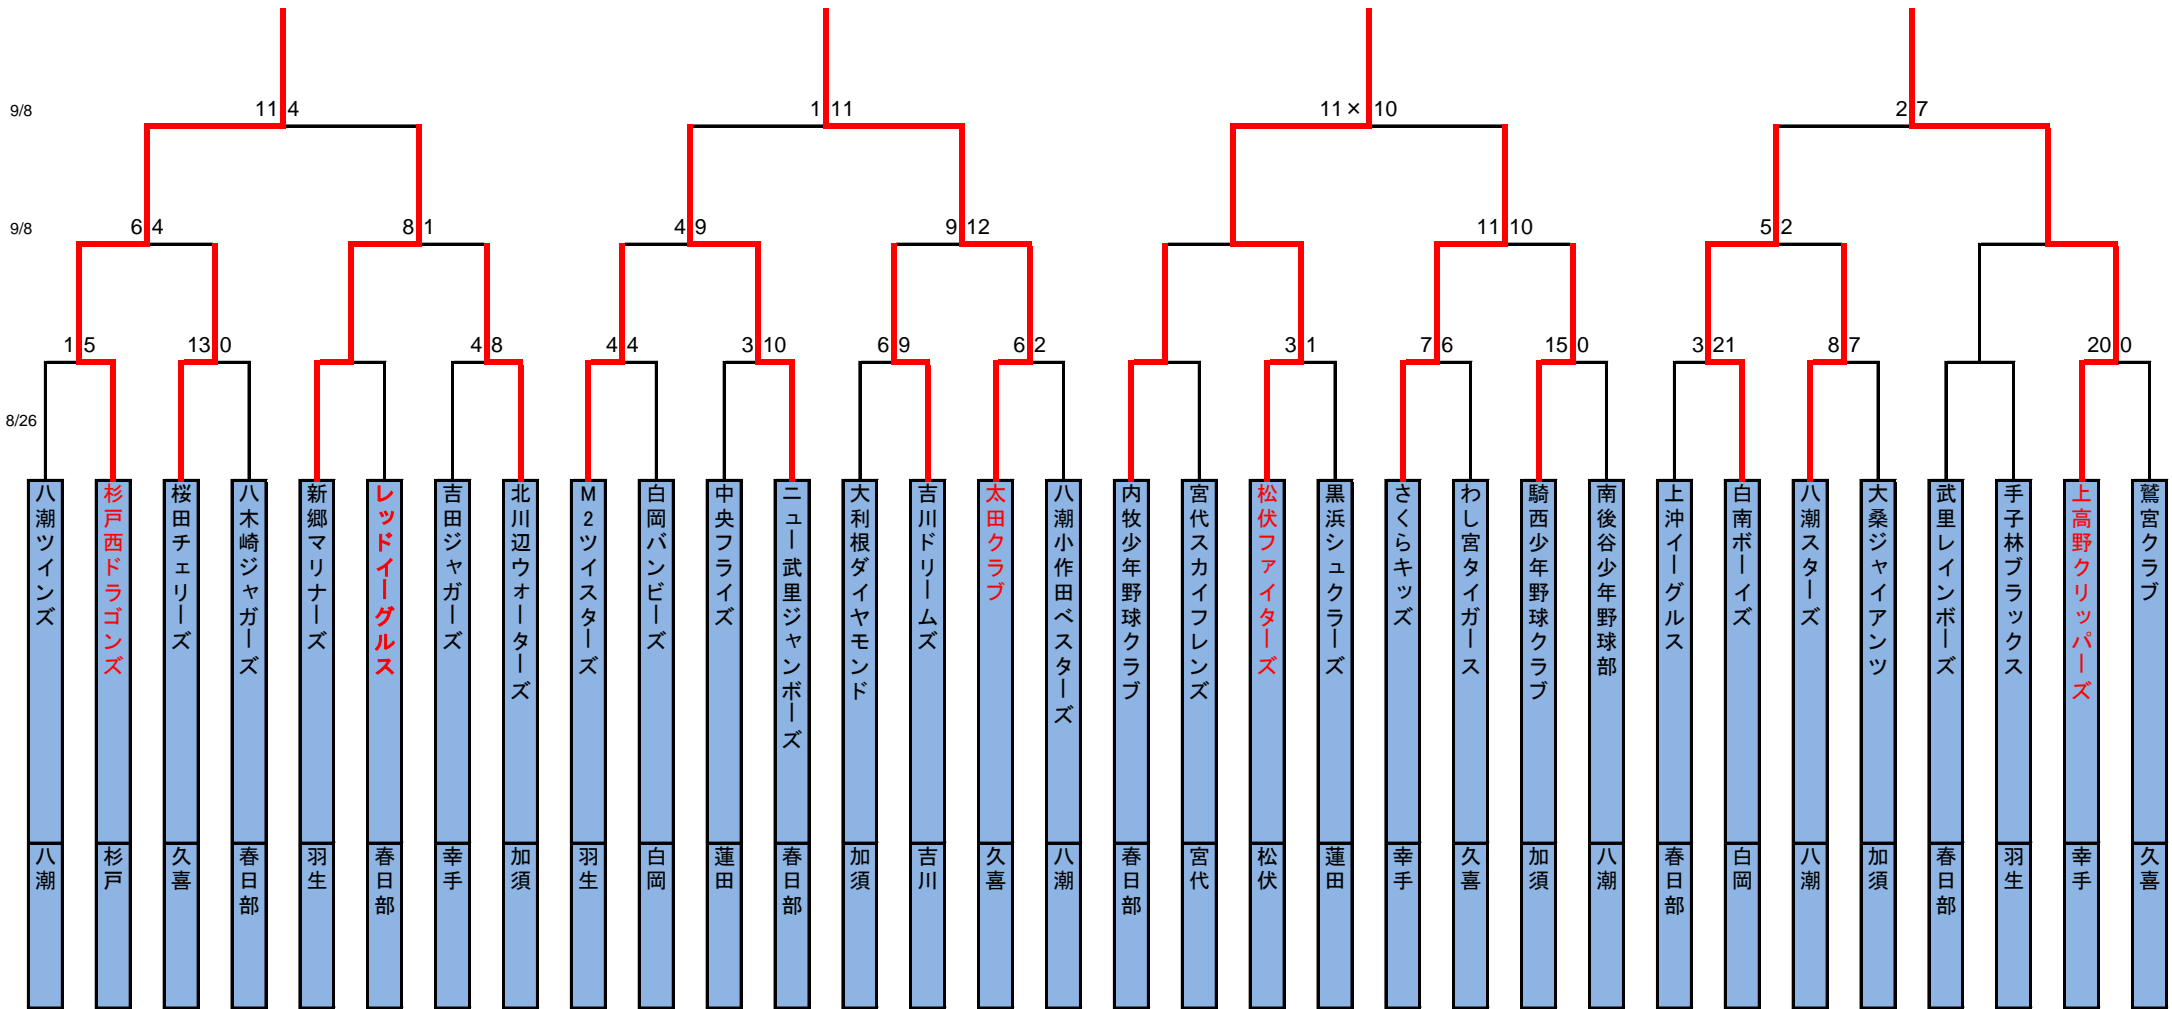 9/8
11 4
1 11
11× 10
2 7
9/8
6 4
8 1
4 9
9 12
11 10
5 2
1 5
13 0
4 8
4 4
3 10
6 9
6 2
3 1
7 6
15 0
3 21
8 7
20 0
8/26
八潮ツインズ
杉戸西ドラゴンズ
桜田チェリーズ
八木崎ジャガーズ
新郷マリナーズ
レッドイーグルス
吉田ジャガーズ
北川辺ウォーターズ
M2ツイスターズ
白岡バンビーズ
中央フライズ
ニュー武里ジャンボーズ
大利根ダイヤモンド
吉川ドリームズ
太田クラブ
八潮小作田ベスターズ
内牧少年野球クラブ
宮代スカイフレンズ
松伏ファイターズ
黒浜シュクラーズ
さくらキッズ
わし宮タイガース
騎西少年野球クラブ
南後谷少年野球部
上沖イーグルス
白南ボーイズ
八潮スターズ
大桑ジャイアンツ
武里レインボーズ
手子林ブラックス
上高野クリッパーズ
鷲宮クラブ
八潮
杉戸
久喜
春日部
羽生
春日部
幸手
加須
羽生
白岡
蓮田
春日部
加須
吉川
久喜
八潮
春日部
宮代
松伏
蓮田
幸手
久喜
加須
八潮
春日部
白岡
八潮
加須
春日部
羽生
幸手
久喜